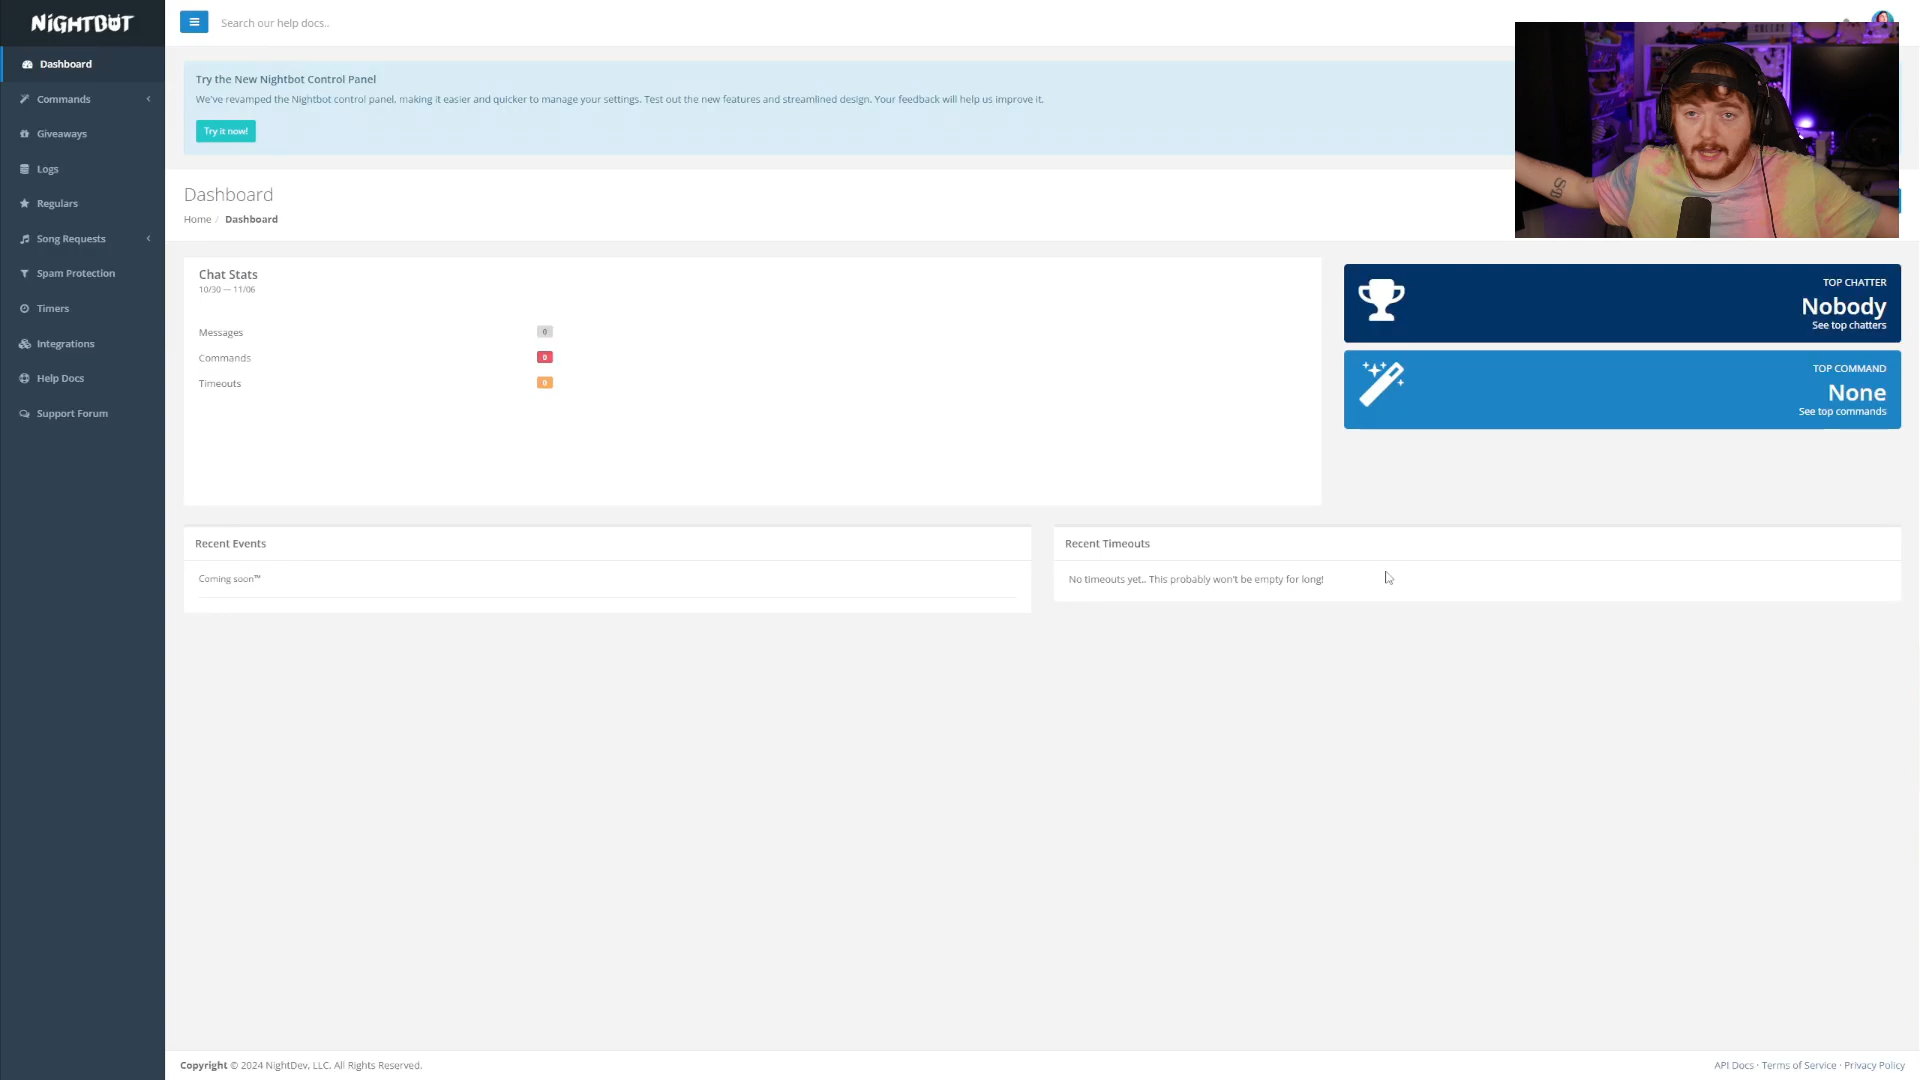 NIGHTBOT
Search our help docs..
Dashboard
Commands
Giveaways
Logs
Regulars
Song Requests
Spam Protection
Timers
Integrations
Help Docs
Support Forum
Try the New Nightbot Control Panel
We've revamped the Nightbot control panel, making it easier and quicker to manage your settings. Test out the new features and streamlined design. Your feedback will help us improve it.
Try it now!
Dashboard
Home / Dashboard
Chat Stats
10/30 — 11/06
Messages 0
Commands 0
Timeouts 0
TOP CHATTER
Nobody
See top chatters
TOP COMMAND
None
See top commands
Recent Events
Coming soon™
Recent Timeouts
No timeouts yet.. This probably won't be empty for long!
Copyright © 2024 NightDev, LLC. All Rights Reserved.
API Docs · Terms of Service · Privacy Policy